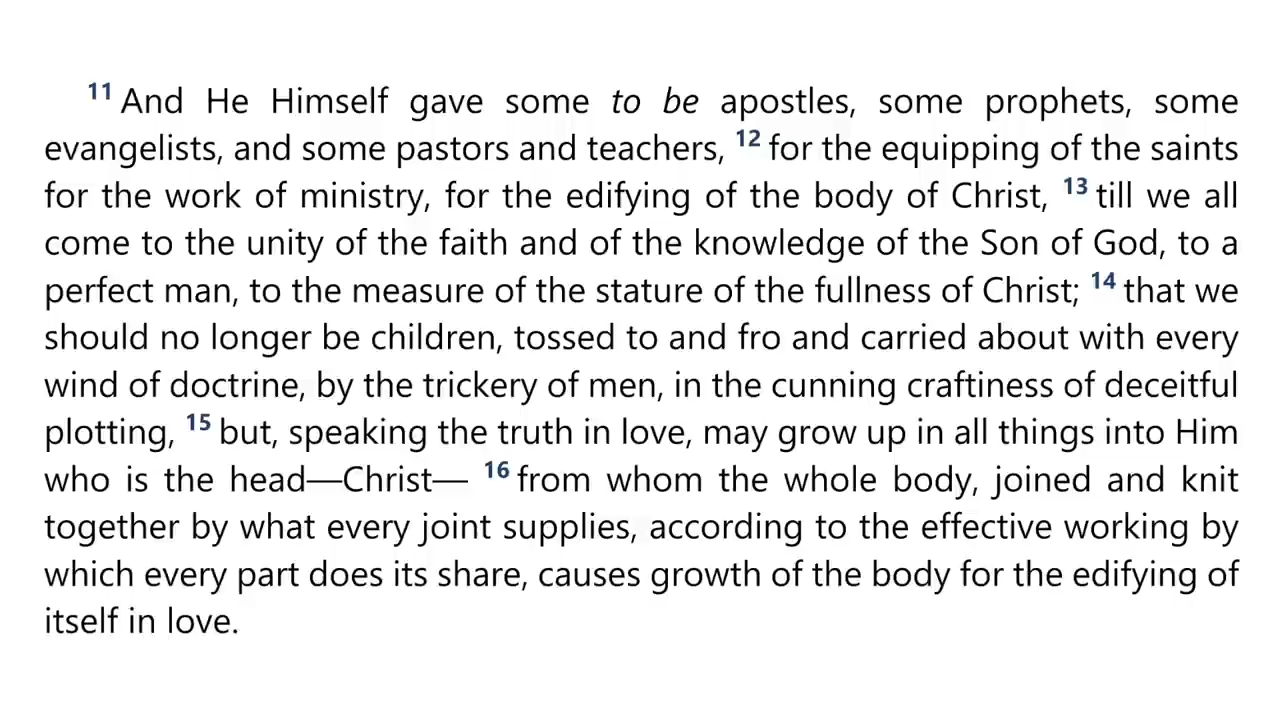 11 And He Himself gave some to be apostles, some prophets, some
evangelists, and some pastors and teachers, 12 for the equipping of the saints
for the work of ministry, for the edifying of the body of Christ, 13 till we all
come to the unity of the faith and of the knowledge of the Son of God, to a
perfect man, to the measure of the stature of the fullness of Christ; 14 that we
should no longer be children, tossed to and fro and carried about with every
wind of doctrine, by the trickery of men, in the cunning craftiness of deceitful
plotting, 15 but, speaking the truth in love, may grow up in all things into Him
who is the head—Christ— 16 from whom the whole body, joined and knit
together by what every joint supplies, according to the effective working by
which every part does its share, causes growth of the body for the edifying of
itself in love.